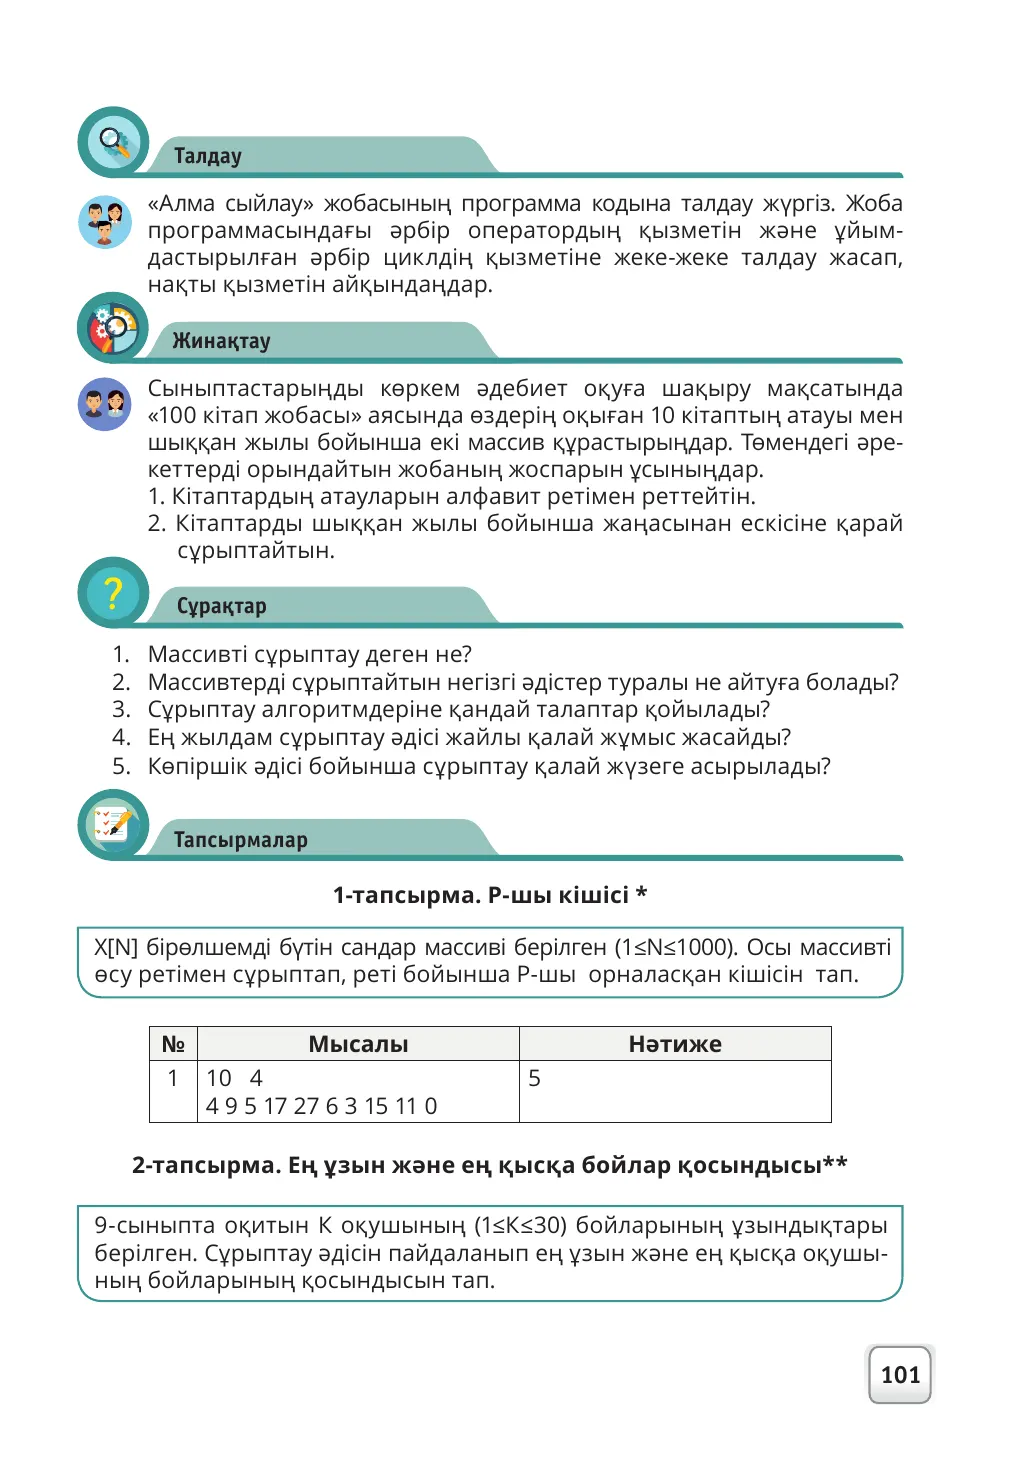 Талдау
«Алма сыйлау» жобасының программа кодына талдау жүргіз. Жоба
программасындағы әрбір оператордың қызметін және ұйым-
дастырылған әрбір циклдің қызметіне жеке-жеке талдау жасап,
нақты қызметін айқындаңдар.
Жинақтау
Сыныптастарыңды көркем әдебиет оқуға шақыру мақсатында
«100 кітап жобасы» аясында өздерің оқыған 10 кітаптың атауы мен
шыққан жылы бойынша екі массив құрастырыңдар. Төмендегі әре-
кеттерді орындайтын жобаның жоспарын ұсыныңдар.
1. Кітаптардың атауларын алфавит ретімен реттейтін.
2. Кітаптарды шыққан жылы бойынша жаңасынан ескісіне қарай
сұрыптайтын.
?
Сұрақтар
1. Массивті сұрыптау деген не?
2. Массивтерді сұрыптайтын негізгі әдістер туралы не айтуға болады?
3. Сұрыптау алгоритмдеріне қандай талаптар қойылады?
4. Ең жылдам сұрыптау әдісі жайлы қалай жұмыс жасайды?
5. Көпіршік әдісі бойынша сұрыптау қалай жүзеге асырылады?
Тапсырмалар
1-тапсырма. Р-шы кішісі *
X[N] бірөлшемді бүтін сандар массиві берілген (1≤N≤1000). Осы массивті
өсу ретімен сұрыптап, реті бойынша Р-шы орналасқан кішісін тап.
№ Мысалы Нәтиже
1 10 4 5
4 9 5 17 27 6 3 15 11 0
2-тапсырма. Ең ұзын және ең қысқа бойлар қосындысы**
9-сыныпта оқитын К оқушының (1≤К≤30) бойларының ұзындықтары
берілген. Сұрыптау әдісін пайдаланып ең ұзын және ең қысқа оқушы-
ның бойларының қосындысын тап.
101